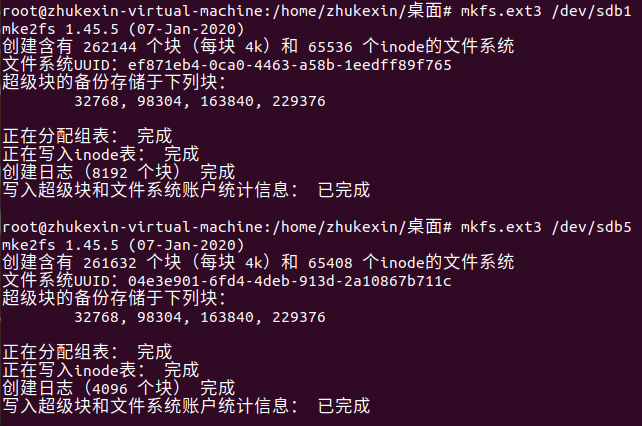 root@zhukexin-virtual-machine:/home/zhukexin/桌面# mkfs.ext3 /dev/sdb1
mke2fs 1.45.5 (07-Jan-2020)
创建含有 262144 个块（每块 4k）和 65536 个inode的文件系统
文件系统UUID：ef871eb4-0ca0-4463-a58b-1eedff89f765
超级块的备份存储于下列块：
32768, 98304, 163840, 229376
正在分配组表： 完成
正在写入inode表： 完成
创建日志（8192 个块） 完成
写入超级块和文件系统账户统计信息： 已完成
root@zhukexin-virtual-machine:/home/zhukexin/桌面# mkfs.ext3 /dev/sdb5
mke2fs 1.45.5 (07-Jan-2020)
创建含有 261632 个块（每块 4k）和 65408 个inode的文件系统
文件系统UUID：04e3e901-6fd4-4deb-913d-2a10867b711c
超级块的备份存储于下列块：
32768, 98304, 163840, 229376
正在分配组表： 完成
正在写入inode表： 完成
创建日志（4096 个块） 完成
写入超级块和文件系统账户统计信息： 已完成